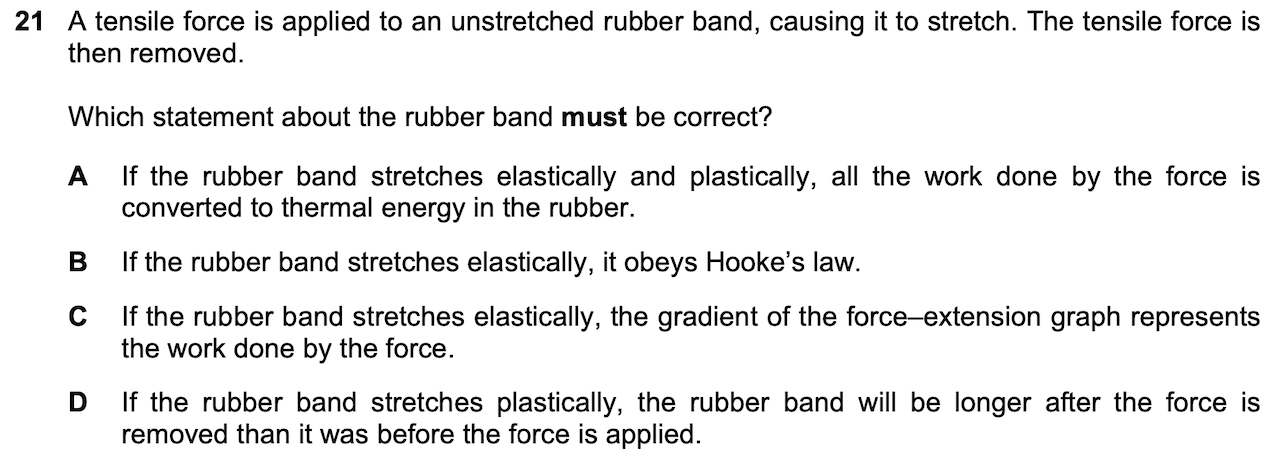 21 A tensile force is applied to an unstretched rubber band, causing it to stretch. The tensile force is
then removed.
Which statement about the rubber band must be correct?
A If the rubber band stretches elastically and plastically, all the work done by the force is
converted to thermal energy in the rubber.
B If the rubber band stretches elastically, it obeys Hooke’s law.
C If the rubber band stretches elastically, the gradient of the force–extension graph represents
the work done by the force.
D If the rubber band stretches plastically, the rubber band will be longer after the force is
removed than it was before the force is applied.